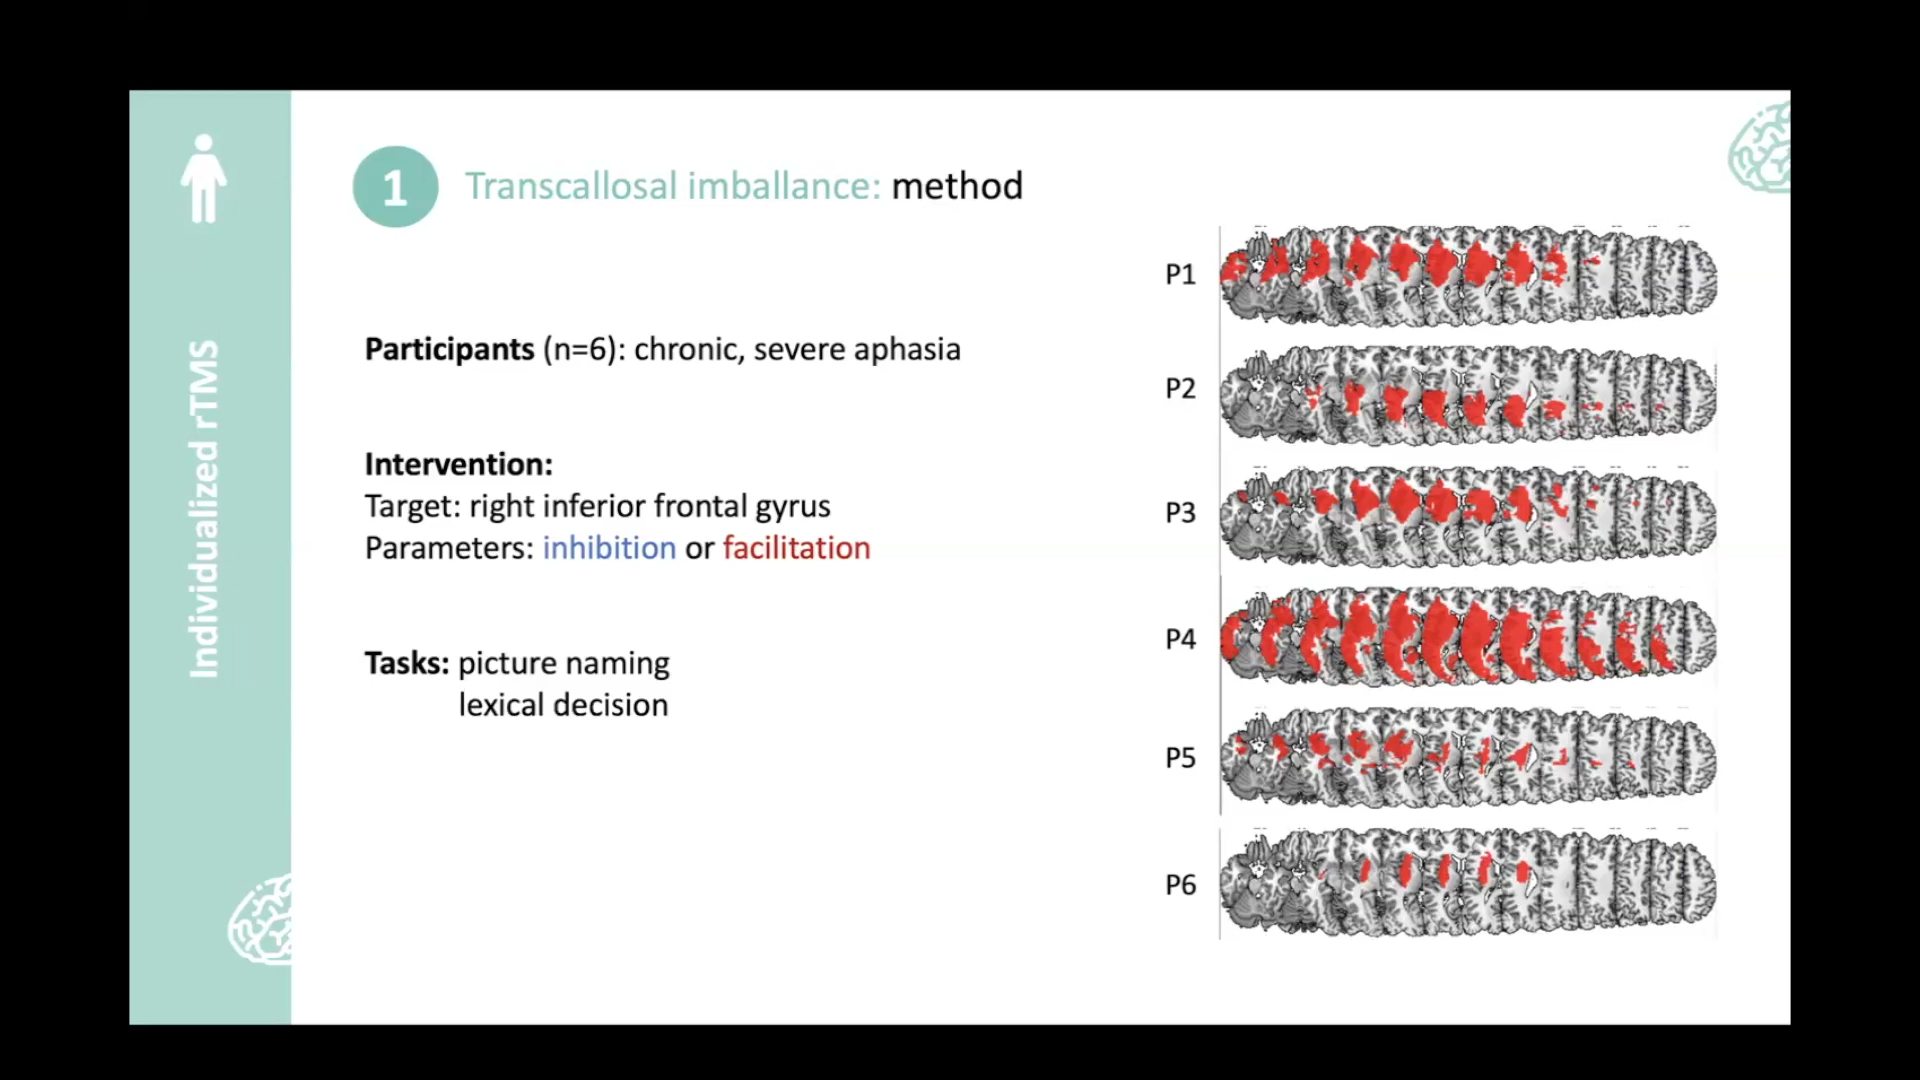 Individualized rTMS
1 Transcallosal imballance: method
Participants (n=6): chronic, severe aphasia
Intervention:
Target: right inferior frontal gyrus
Parameters: inhibition or facilitation
Tasks: picture naming
lexical decision
P1
P2
P3
P4
P5
P6